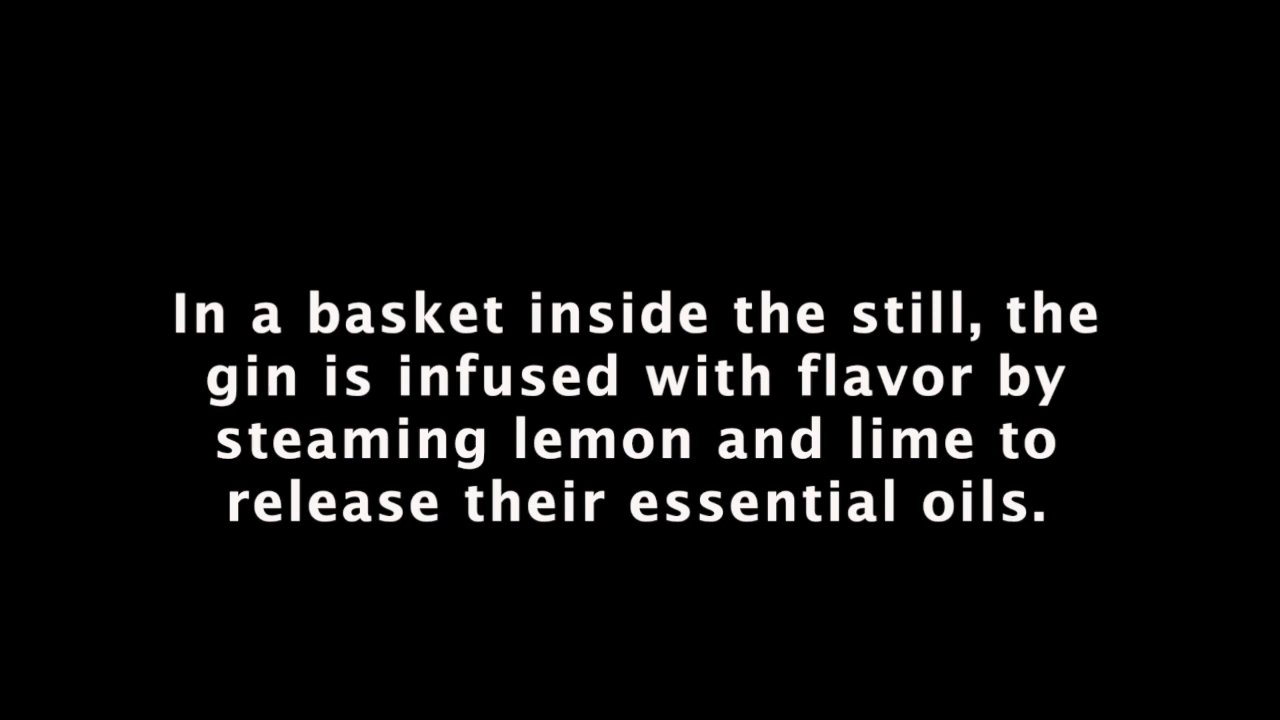 In a basket inside the still, the
gin is infused with flavor by
steaming lemon and lime to
release their essential oils.